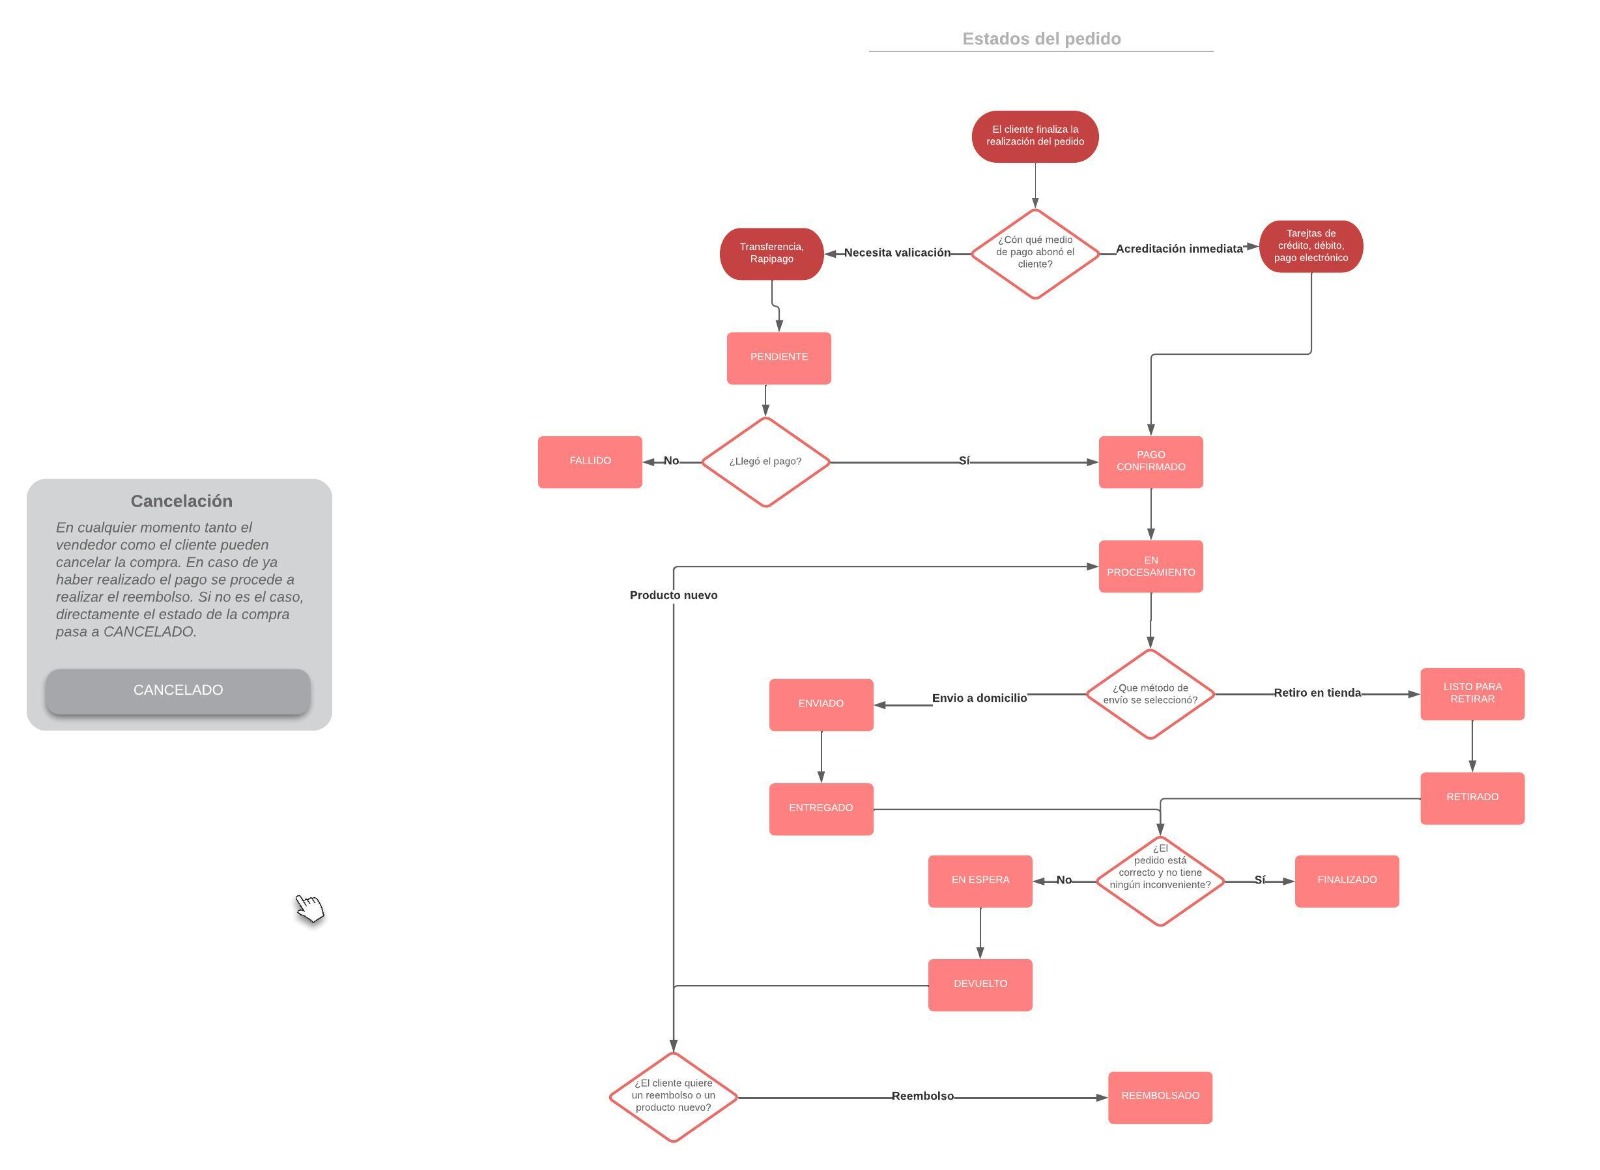 Estados del pedido
El cliente finaliza la
realización del pedido
¿Cón qué medio
de pago abonó el
cliente?
Necesita valicación
Acreditación inmediata
Transferencia,
Rapipago
Tarejtas de
crédito, débito,
pago electrónico
PENDIENTE
¿Llegó el pago?
No
FALLIDO
Sí
PAGO
CONFIRMADO
Cancelación
En cualquier momento tanto el
vendedor como el cliente pueden
cancelar la compra. En caso de ya
haber realizado el pago se procede a
realizar el reembolso. Si no es el caso,
directamente el estado de la compra
pasa a CANCELADO.
CANCELADO
EN
PROCESAMIENTO
Producto nuevo
¿Que método de
envío se seleccionó?
Envio a domicilio
Retiro en tienda
ENVIADO
LISTO PARA
RETIRAR
ENTREGADO
RETIRADO
¿El
pedido está
correcto y no tiene
ningún inconveniente?
No
Sí
EN ESPERA
FINALIZADO
DEVUELTO
¿El cliente quiere
un reembolso o un
producto nuevo?
Reembolso
REEMBOLSADO